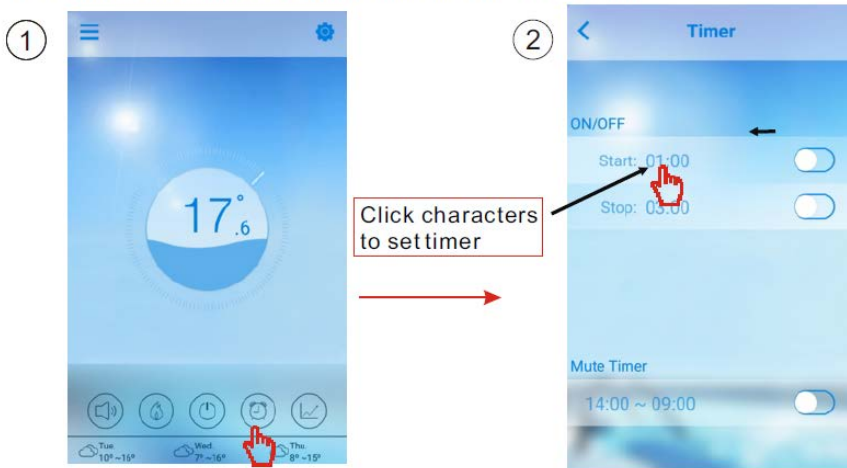 1
17°.6
Tue.
10°~16°
Wed.
7°~16°
Thu.
8°~15°
Click characters
to set timer
2
Timer
ON/OFF
Start: 01:00
Stop: 03:00
Mute Timer
14:00 ~ 09:00